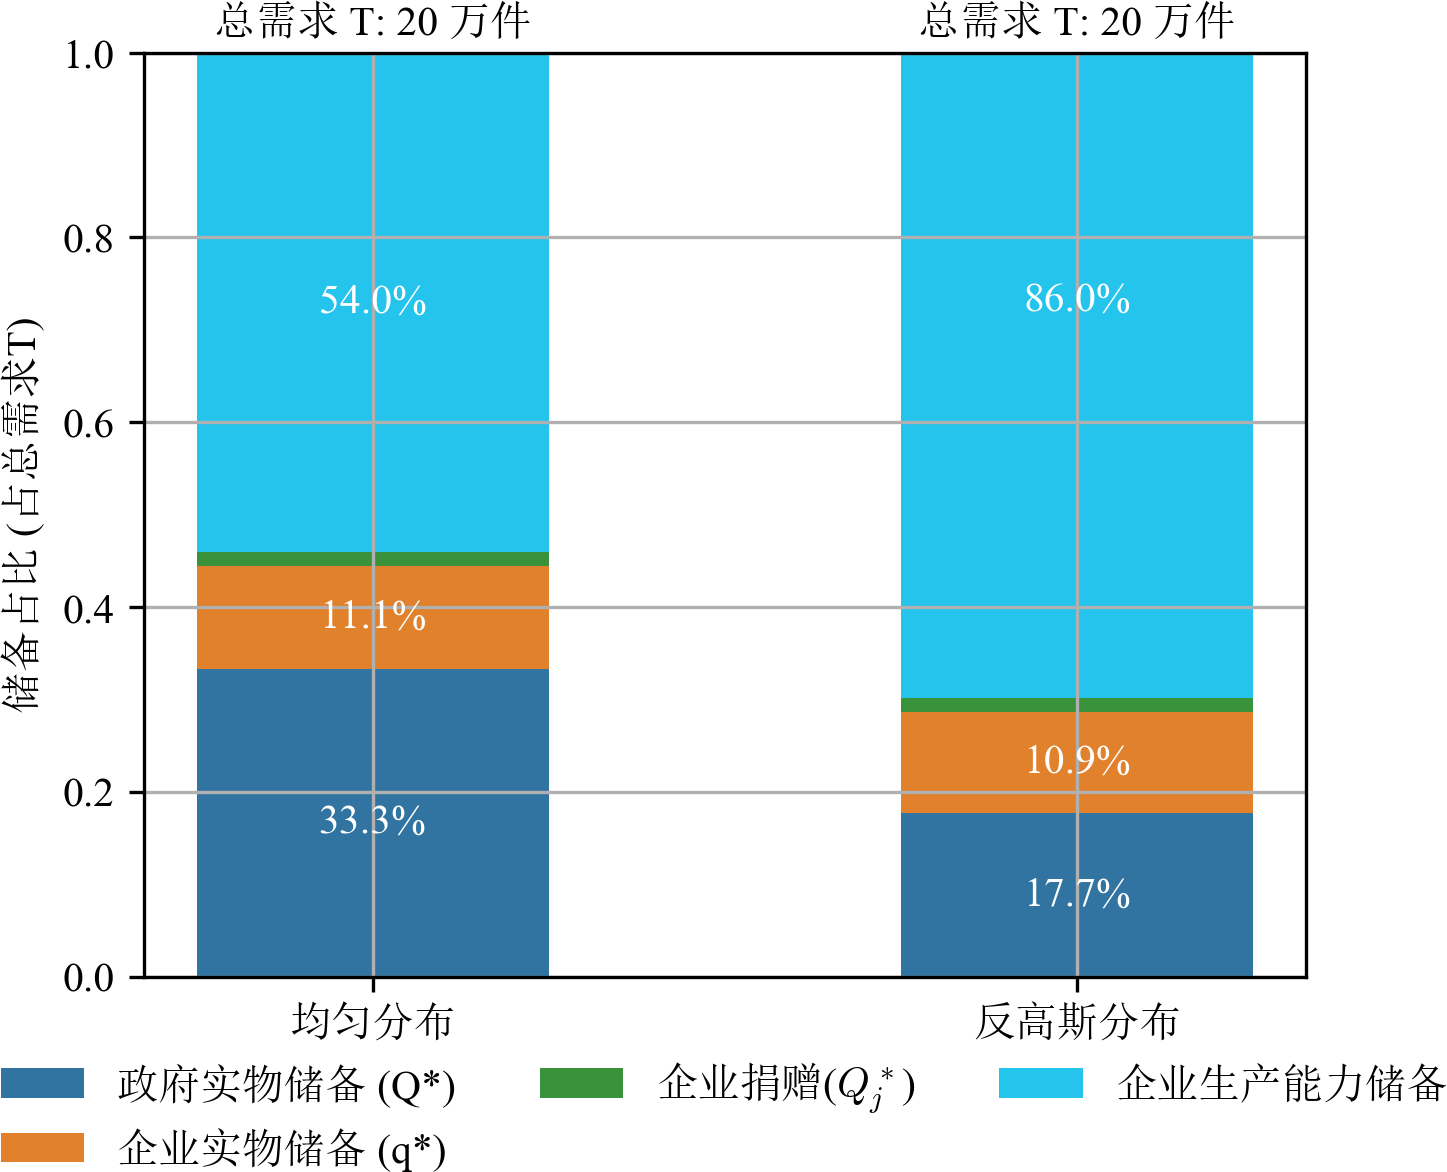 总需求 T: 20 万件
总需求 T: 20 万件
1.0
0.8
0.6
0.4
0.2
0.0
储备占比 (占总需求T)
54.0%
11.1%
33.3%
86.0%
10.9%
17.7%
均匀分布
反高斯分布
政府实物储备 (Q*)
企业实物储备 (q*)
企业捐赠(Q_j^*)
企业生产能力储备